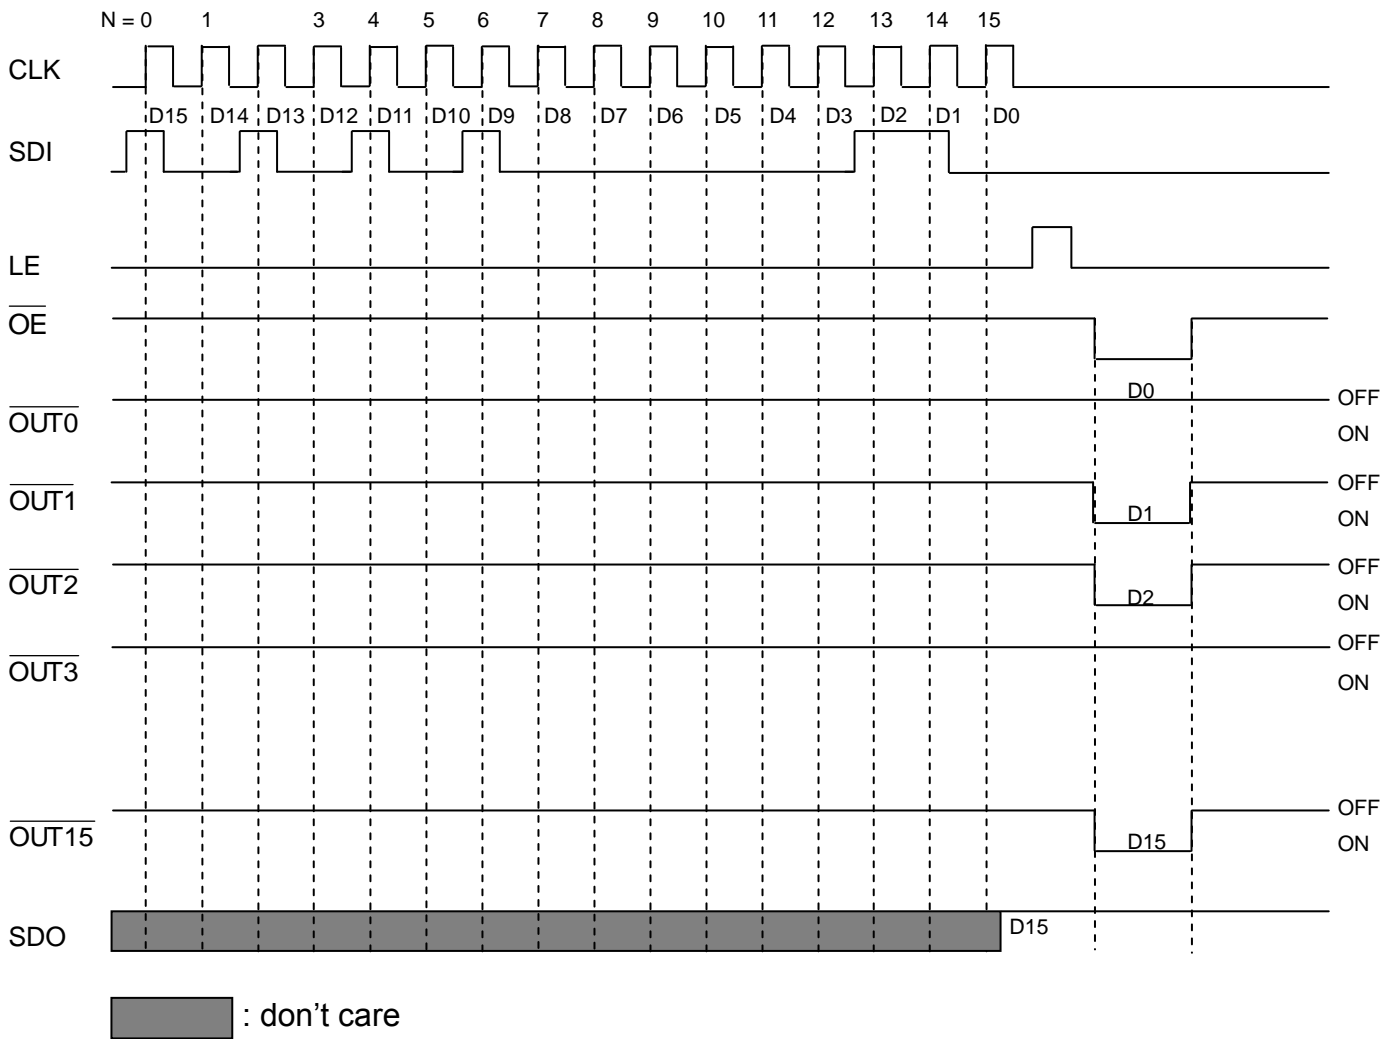 N = 0 1 3 4 5 6 7 8 9 10 11 12 13 14 15
CLK
D15 D14 D13 D12 D11 D10 D9 D8 D7 D6 D5 D4 D3 D2 D1 D0
SDI
LE
OE
D0 OFF
OUT0 ON
OFF
OUT1 D1 ON
OFF
OUT2 D2 ON
OFF
OUT3 ON
OFF
OUT15 D15 ON
SDO D15
: don't care